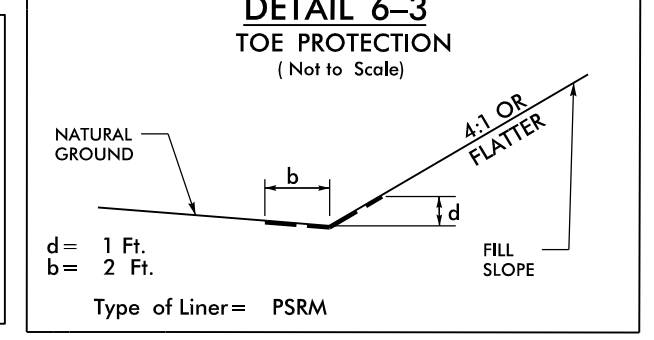 DETAIL 6–3
TOE PROTECTION
( Not to Scale)
NATURAL
GROUND
b
4:1 OR
FLATTER
d
d= 1 Ft.
b= 2 Ft.
FILL
SLOPE
Type of Liner= PSRM